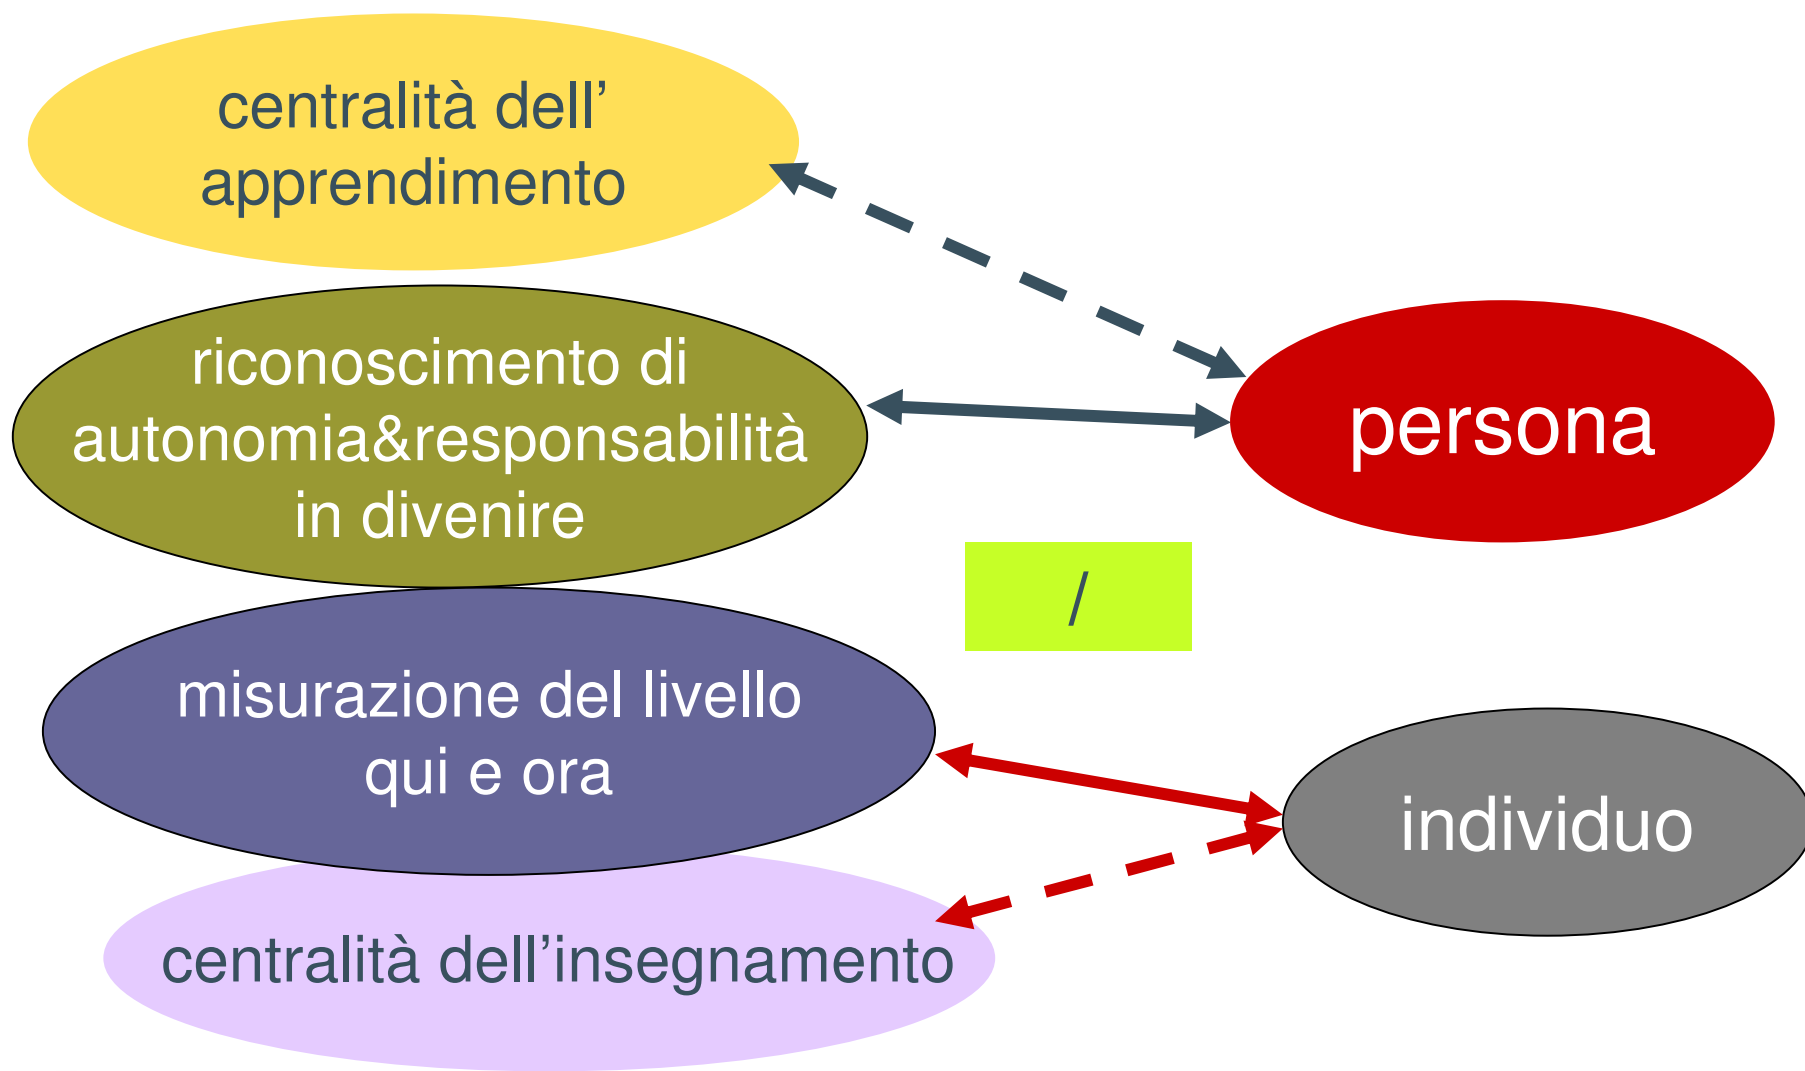 centralità dell’
apprendimento
riconoscimento di
autonomia&responsabilità
in divenire
persona
/
misurazione del livello
qui e ora
individuo
centralità dell’insegnamento